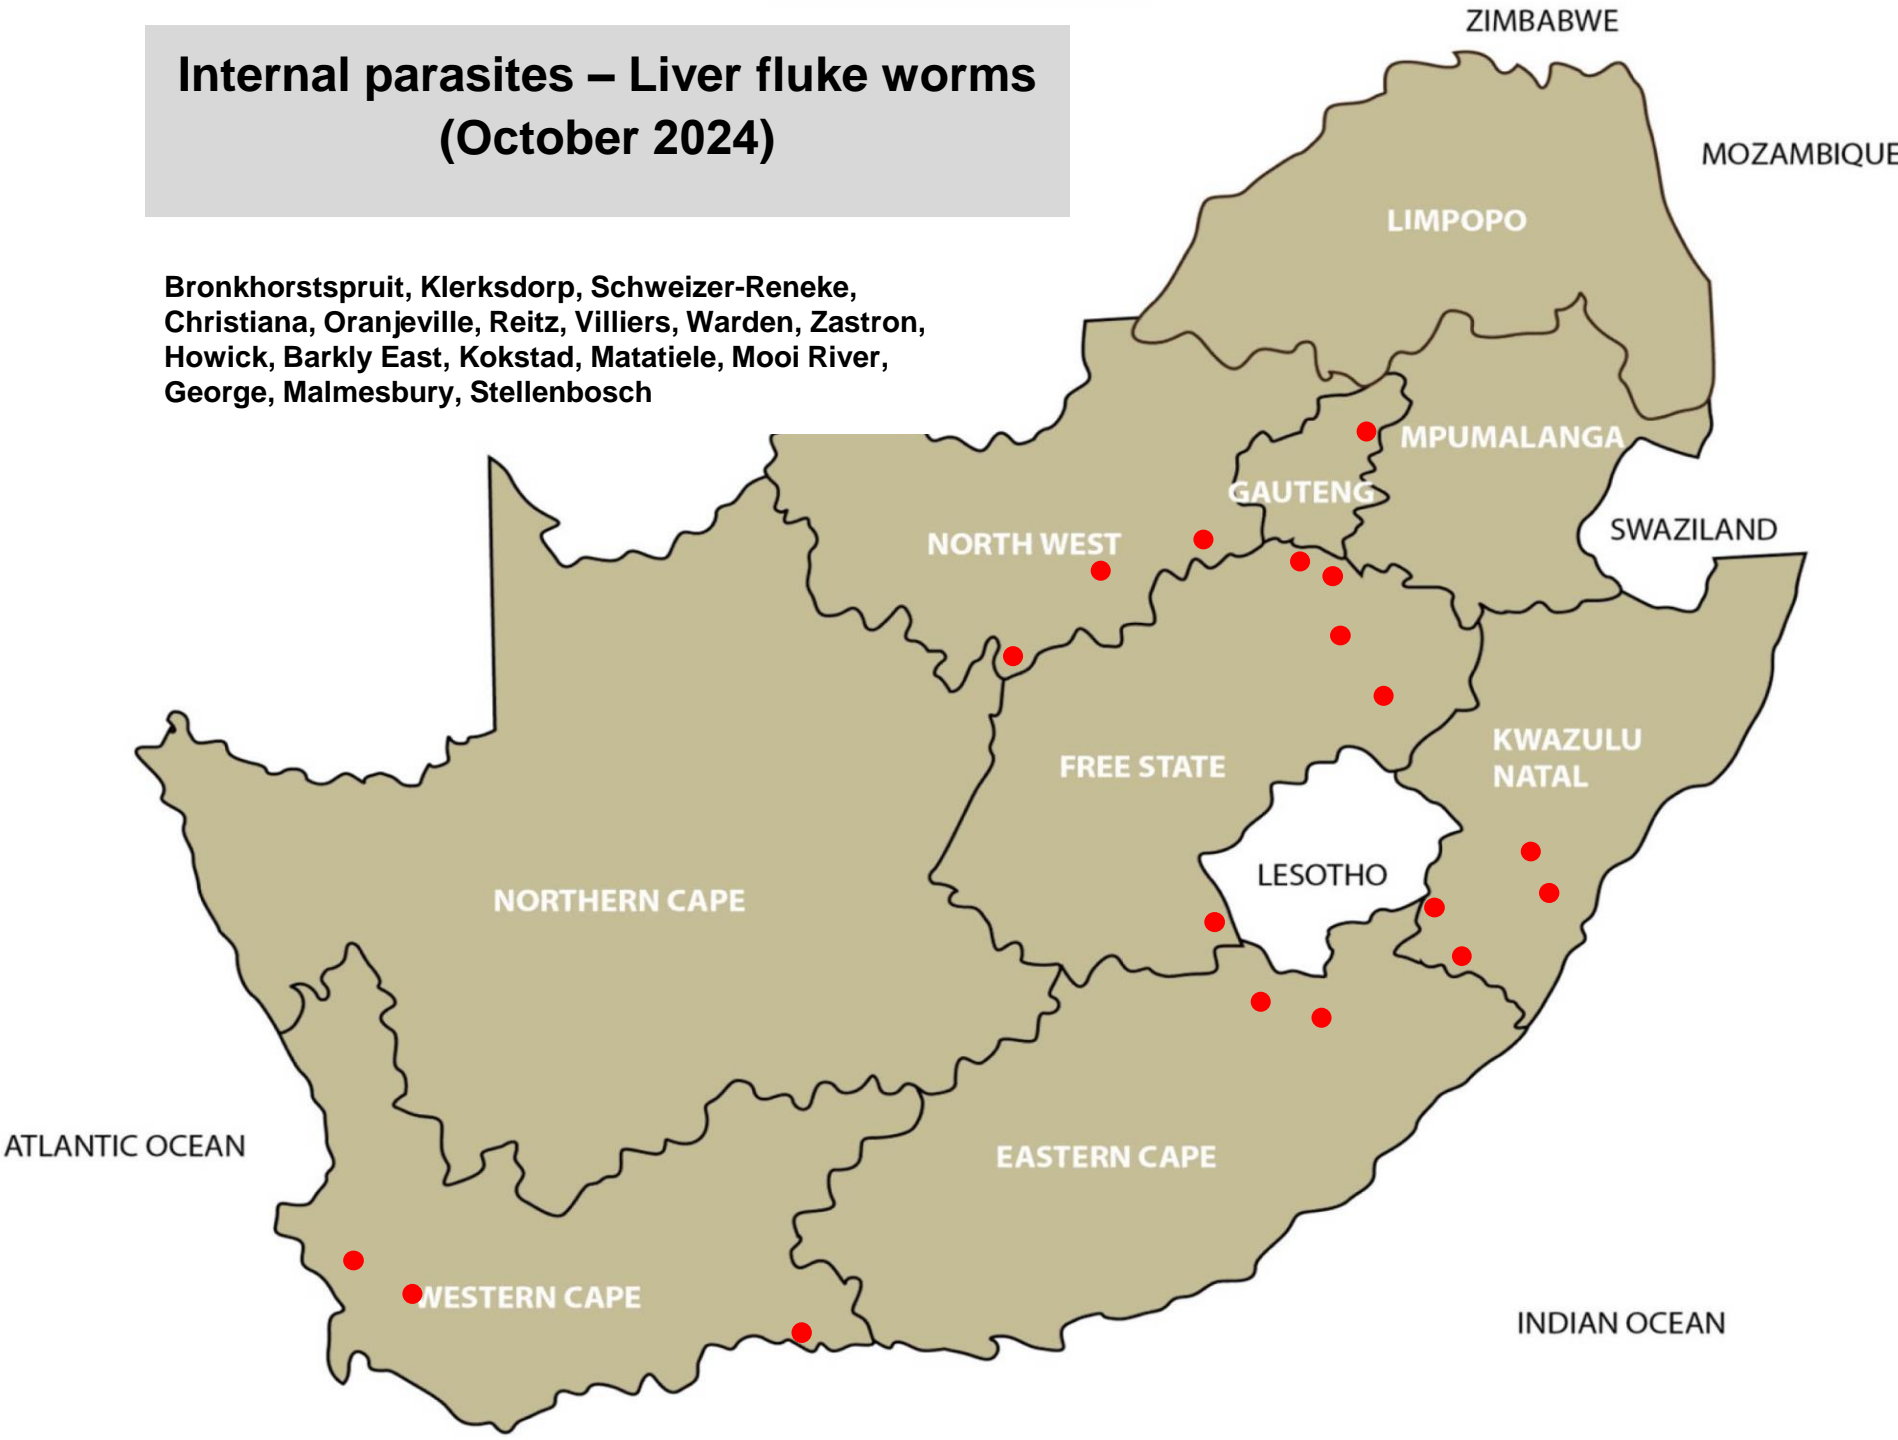 Internal parasites – Liver fluke worms
(October 2024)
Bronkhorstspruit, Klerksdorp, Schweizer-Reneke,
Christiana, Oranjeville, Reitz, Villiers, Warden, Zastron,
Howick, Barkly East, Kokstad, Matatiele, Mooi River,
George, Malmesbury, Stellenbosch
ZIMBABWE
MOZAMBIQUE
LIMPOPO
MPUMALANGA
GAUTENG
SWAZILAND
NORTH WEST
KWAZULU
NATAL
FREE STATE
LESOTHO
NORTHERN CAPE
ATLANTIC OCEAN
EASTERN CAPE
WESTERN CAPE
INDIAN OCEAN